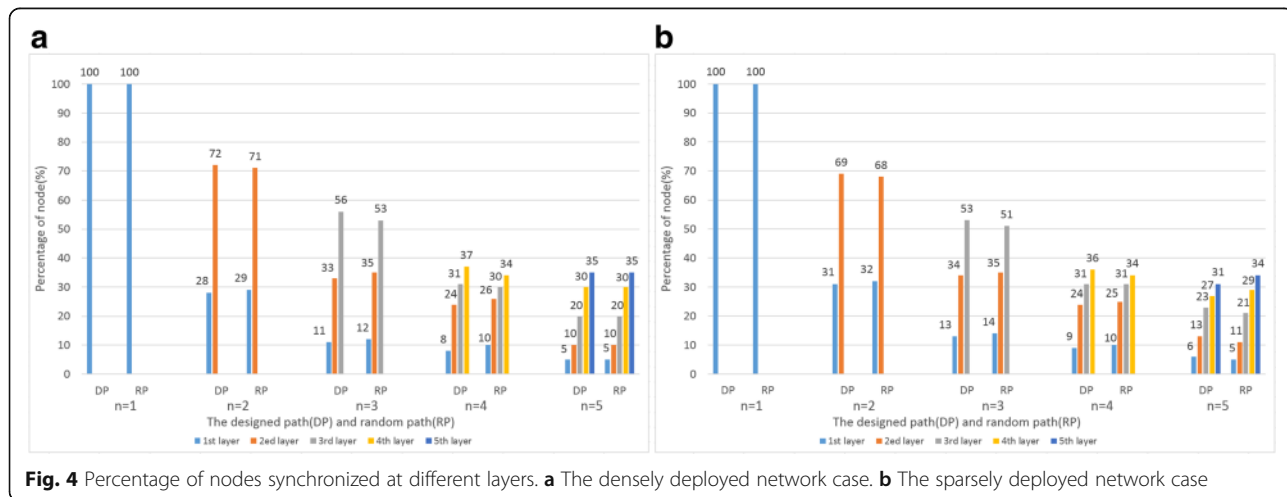 a
100 100
72 71
28 29
56 53
11 33 12 35
8 24 31 37 10 26 30 34
5 10 20 30 35 5 10 20 30 35
Percentage of node(%)
100
90
80
70
60
50
40
30
20
10
0
DP RP DP RP DP RP DP RP DP RP
n=1 n=2 n=3 n=4 n=5
The designed path(DP) and random path(RP)
1st layer 2ed layer 3rd layer 4th layer 5th layer
b
100 100
69 68
31 32
53 51
13 34 14 35
9 24 31 36 10 25 31 34
6 13 23 27 31 5 11 21 29 34
Percentage of node(%)
100
90
80
70
60
50
40
30
20
10
0
DP RP DP RP DP RP DP RP DP RP
n=1 n=2 n=3 n=4 n=5
The designed path(DP) and random path(RP)
1st layer 2ed layer 3rd layer 4th layer 5th layer
Fig. 4 Percentage of nodes synchronized at different layers. a The densely deployed network case. b The sparsely deployed network case